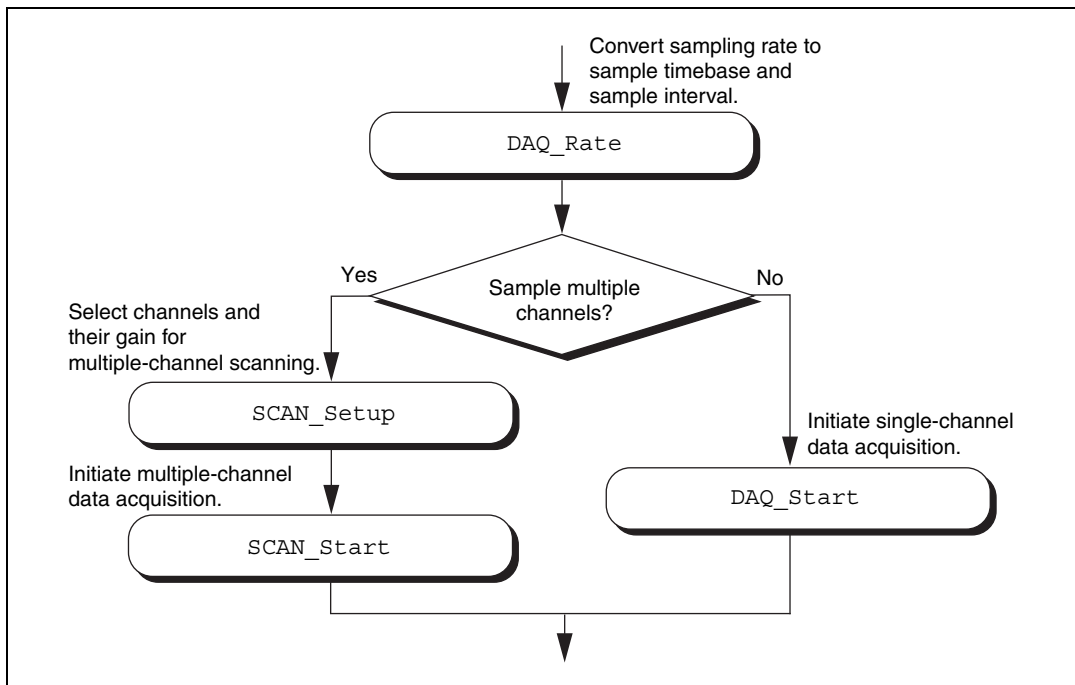 Convert sampling rate to
sample timebase and
sample interval.
DAQ_Rate
Yes
Sample multiple
channels?
No
Select channels and
their gain for
multiple-channel scanning.
SCAN_Setup
Initiate multiple-channel
data acquisition.
SCAN_Start
Initiate single-channel
data acquisition.
DAQ_Start